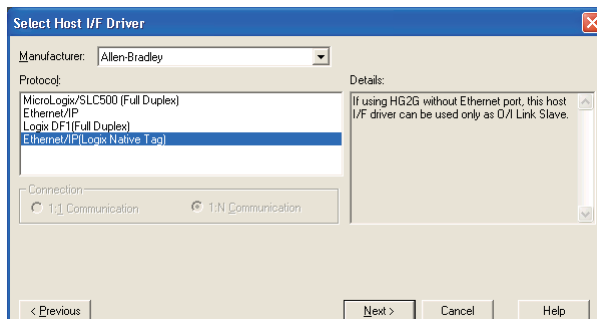 Select Host I/F Driver
Manufacturer: Allen-Bradley
Protocol:
MicroLogix/SLC500 (Full Duplex)
Ethernet/IP
Logix DF1(Full Duplex)
Ethernet/IP(Logix Native Tag)
Details:
If using HG2G without Ethernet port, this host
I/F driver can be used only as O/I Link Slave.
Connection
1:1 Communication
1:N Communication
< Previous
Next >
Cancel
Help